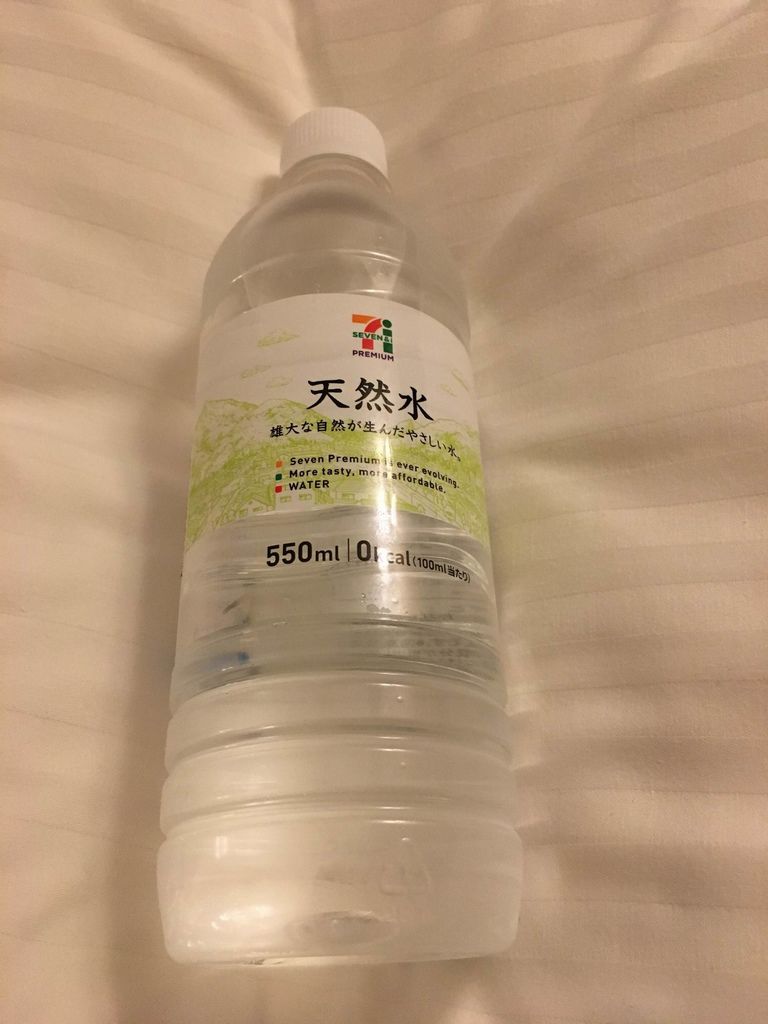 SEVEN&i
PREMIUM
天然水
雄大な自然が生んだやさしい水。
Seven Premium is ever evolving.
More tasty, more affordable.
WATER
550ml | 0kcal (100ml当たり)